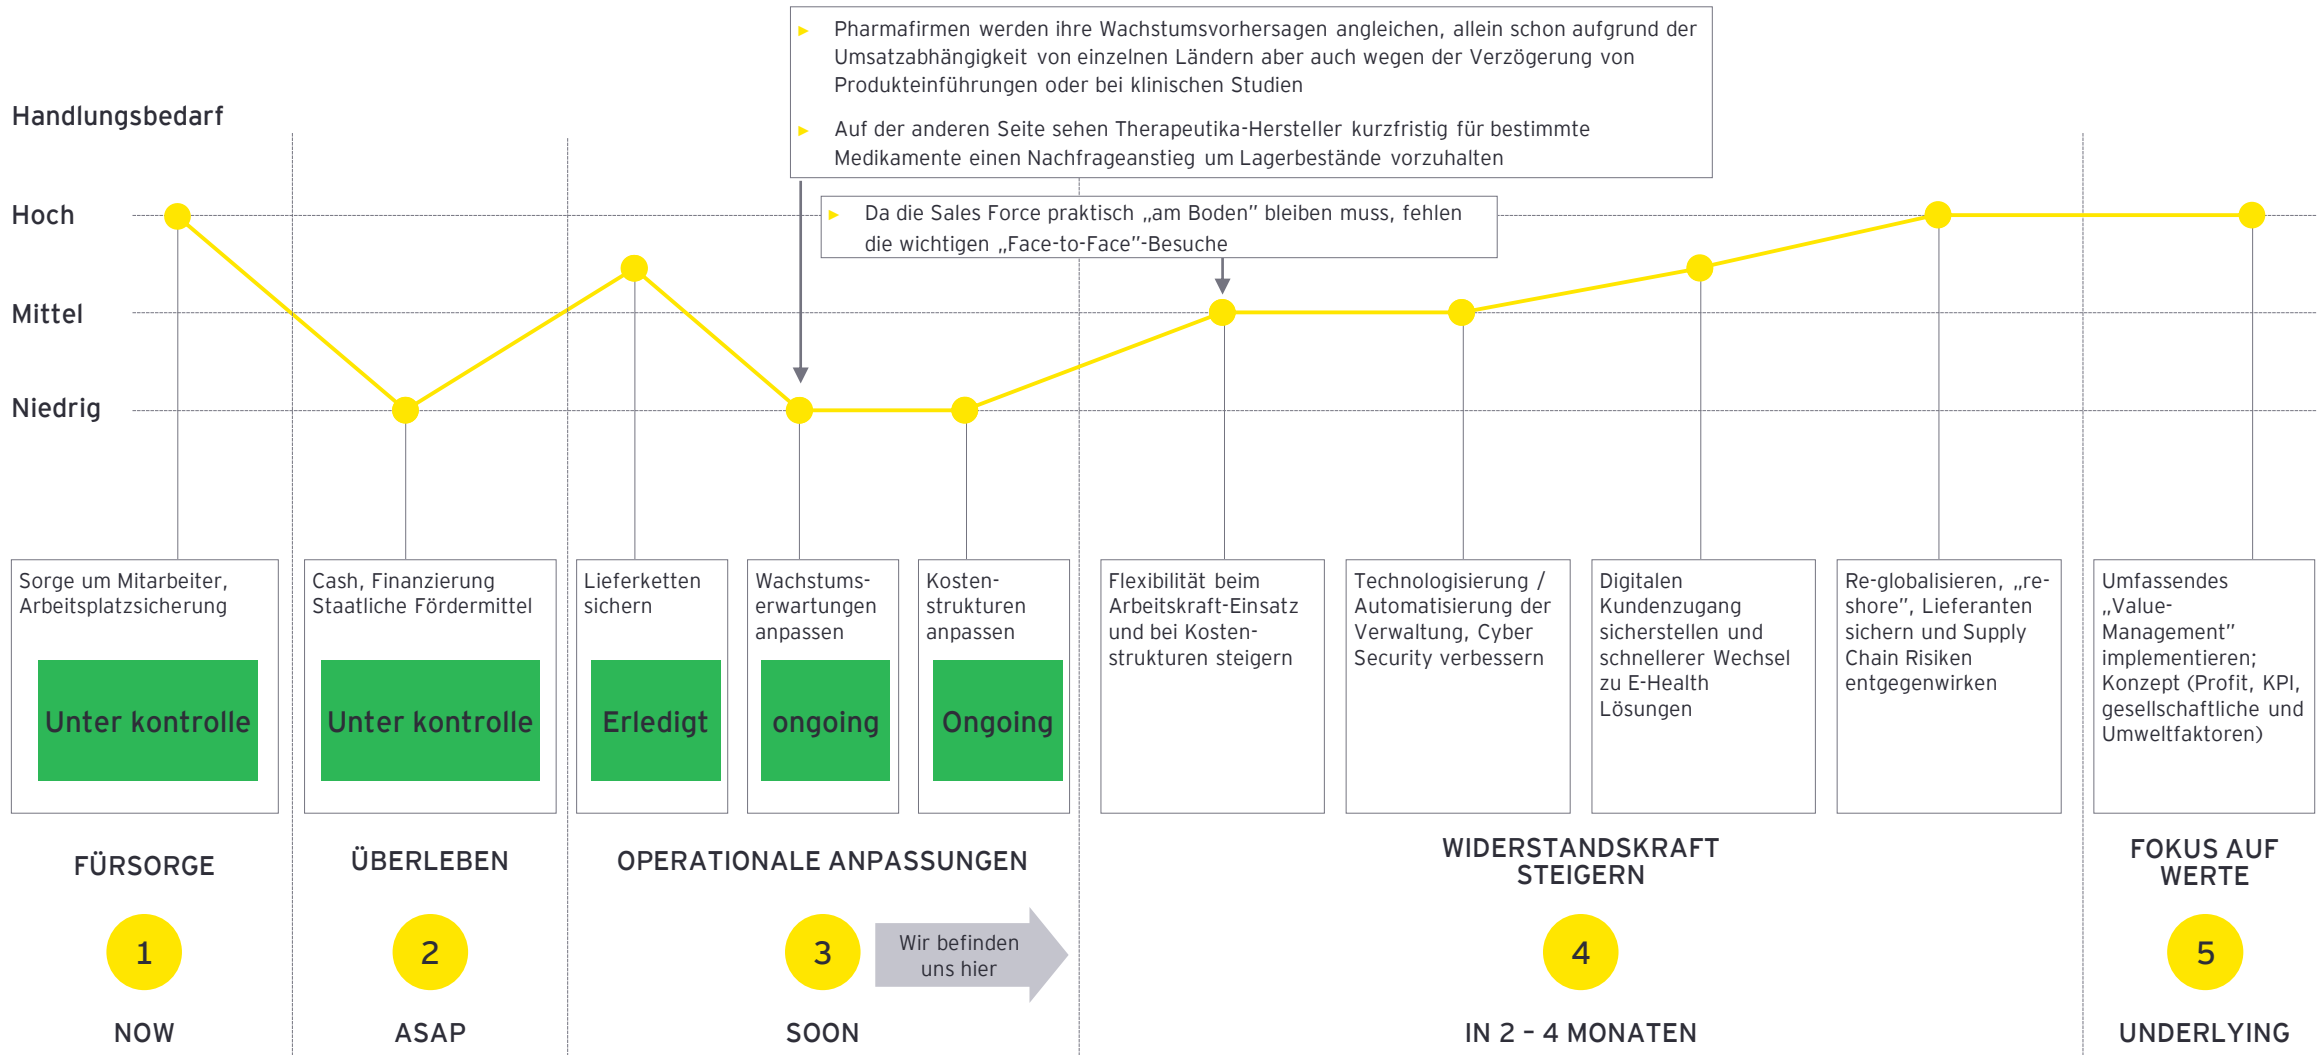 Pharmafirmen werden ihre Wachstumsvorhersagen angleichen, allein schon aufgrund der
Umsatzabhängigkeit von einzelnen Ländern aber auch wegen der Verzögerung von
Produkteinführungen oder bei klinischen Studien
Auf der anderen Seite sehen Therapeutika-Hersteller kurzfristig für bestimmte
Medikamente einen Nachfrageanstieg um Lagerbestände vorzuhalten
Handlungsbedarf
Hoch
Da die Sales Force praktisch „am Boden” bleiben muss, fehlen
die wichtigen „Face-to-Face”-Besuche
Mittel
Niedrig
Sorge um Mitarbeiter,
Arbeitsplatzsicherung
Unter kontrolle
Cash, Finanzierung
Staatliche Fördermittel
Unter kontrolle
Lieferketten
sichern
Erledigt
Wachstums-
erwartungen
anpassen
ongoing
Kosten-
strukturen
anpassen
Ongoing
Flexibilität beim
Arbeitskraft-Einsatz
und bei Kosten-
strukturen steigern
Technologisierung /
Automatisierung der
Verwaltung, Cyber
Security verbessern
Digitalen
Kundenzugang
sicherstellen und
schnellerer Wechsel
zu E-Health
Lösungen
Re-globalisieren, „re-
shore”, Lieferanten
sichern und Supply
Chain Risiken
entgegenwirken
Umfassendes
„Value-
Management”
implementieren;
Konzept (Profit, KPI,
gesellschaftliche und
Umweltfaktoren)
FÜRSORGE
ÜBERLEBEN
OPERATIONALE ANPASSUNGEN
WIDERSTANDSKRAFT
STEIGERN
FOKUS AUF
WERTE
1
2
3
Wir befinden
uns hier
4
5
NOW
ASAP
SOON
IN 2 – 4 MONATEN
UNDERLYING